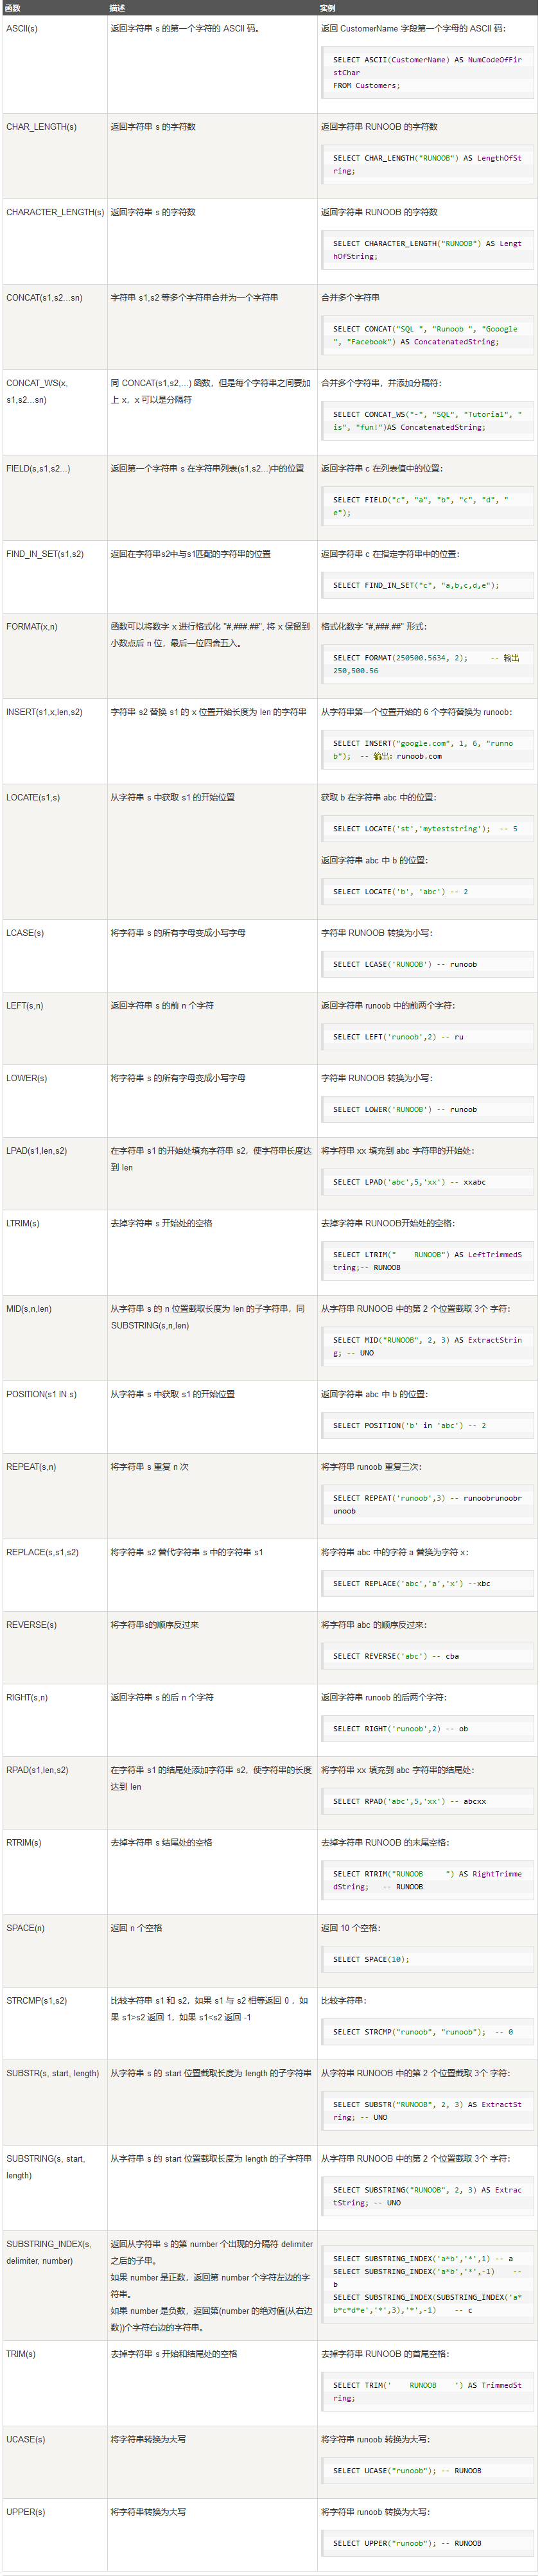 函数 描述 实例
ASCII(s) 返回字符串 s 的第一个字符的 ASCII 码。 返回 CustomerName 字段第一个字母的 ASCII 码：
SELECT ASCII(CustomerName) AS NumCodeOfFi
rstChar
FROM Customers;
CHAR_LENGTH(s) 返回字符串 s 的字符数 返回字符串 RUNOOB 的字符数
SELECT CHAR_LENGTH("RUNOOB") AS LengthOfSt
ring;
CHARACTER_LENGTH(s) 返回字符串 s 的字符数 返回字符串 RUNOOB 的字符数
SELECT CHARACTER_LENGTH("RUNOOB") AS Lengt
hOfString;
CONCAT(s1,s2...sn) 字符串 s1,s2 等多个字符串合并为一个字符串 合并多个字符串
SELECT CONCAT("SQL ", "Runoob ", "Gooogle
", "Facebook") AS ConcatenatedString;
CONCAT_WS(x, 同 CONCAT(s1,s2,...) 函数，但是每个字符串之间要加 合并多个字符串，并添加分隔符：
s1,s2...sn) 上 x，x 可以是分隔符
SELECT CONCAT_WS("-", "SQL", "Tutorial", "
is", "fun!")AS ConcatenatedString;
FIELD(s,s1,s2...) 返回第一个字符串 s 在字符串列表(s1,s2...)中的位置 返回字符串 c 在列表值中的位置：
SELECT FIELD("c", "a", "b", "c", "d", "
e");
FIND_IN_SET(s1,s2) 返回在字符串s2中与s1匹配的字符串的位置 返回字符串 c 在指定字符串中的位置：
SELECT FIND_IN_SET("c", "a,b,c,d,e");
FORMAT(x,n) 函数可以将数字 x 进行格式化 "#,###.##", 将 x 保留到 格式化数字 "#,###.##" 形式：
小数点后 n 位，最后一位四舍五入。
SELECT FORMAT(250500.5634, 2); -- 输出
250,500.56
INSERT(s1,x,len,s2) 字符串 s2 替换 s1 的 x 位置开始长度为 len 的字符串 从字符串第一个位置开始的 6 个字符替换为 runoob：
SELECT INSERT("google.com", 1, 6, "runno
b"); -- 输出：runoob.com
LOCATE(s1,s) 从字符串 s 中获取 s1 的开始位置 获取 b 在字符串 abc 中的位置：
SELECT LOCATE('st','myteststring'); -- 5
返回字符串 abc 中 b 的位置：
SELECT LOCATE('b', 'abc') -- 2
LCASE(s) 将字符串 s 的所有字母变成小写字母 字符串 RUNOOB 转换为小写：
SELECT LCASE('RUNOOB') -- runoob
LEFT(s,n) 返回字符串 s 的前 n 个字符 返回字符串 runoob 中的前两个字符：
SELECT LEFT('runoob',2) -- ru
LOWER(s) 将字符串 s 的所有字母变成小写字母 字符串 RUNOOB 转换为小写：
SELECT LOWER('RUNOOB') -- runoob
LPAD(s1,len,s2) 在字符串 s1 的开始处填充字符串 s2，使字符串长度达 将字符串 xx 填充到 abc 字符串的开始处：
到 len
SELECT LPAD('abc',5,'xx') -- xxabc
LTRIM(s) 去掉字符串 s 开始处的空格 去掉字符串 RUNOOB开始处的空格：
SELECT LTRIM("    RUNOOB") AS LeftTrimmedS
tring;-- RUNOOB
MID(s,n,len) 从字符串 s 的 n 位置截取长度为 len 的子字符串，同 从字符串 RUNOOB 中的第 2 个位置截取 3个 字符：
SUBSTRING(s,n,len)
SELECT MID("RUNOOB", 2, 3) AS ExtractStrin
g; -- UNO
POSITION(s1 IN s) 从字符串 s 中获取 s1 的开始位置 返回字符串 abc 中 b 的位置：
SELECT POSITION('b' in 'abc') -- 2
REPEAT(s,n) 将字符串 s 重复 n 次 将字符串 runoob 重复三次：
SELECT REPEAT('runoob',3) -- runoobrunoobr
unoob
REPLACE(s,s1,s2) 将字符串 s2 替代字符串 s 中的字符串 s1 将字符串 abc 中的字符 a 替换为字符 x：
SELECT REPLACE('abc','a','x') --xbc
REVERSE(s) 将字符串s的顺序反过来 将字符串 abc 的顺序反过来：
SELECT REVERSE('abc') -- cba
RIGHT(s,n) 返回字符串 s 的后 n 个字符 返回字符串 runoob 的后两个字符：
SELECT RIGHT('runoob',2) -- ob
RPAD(s1,len,s2) 在字符串 s1 的结尾处添加字符串 s2，使字符串的长度 将字符串 xx 填充到 abc 字符串的结尾处：
达到 len
SELECT RPAD('abc',5,'xx') -- abcxx
RTRIM(s) 去掉字符串 s 结尾处的空格 去掉字符串 RUNOOB 的末尾空格：
SELECT RTRIM("RUNOOB     ") AS RightTrimme
dString; -- RUNOOB
SPACE(n) 返回 n 个空格 返回 10 个空格：
SELECT SPACE(10);
STRCMP(s1,s2) 比较字符串 s1 和 s2，如果 s1 与 s2 相等返回 0 ，如 比较字符串：
果 s1>s2 返回 1，如果 s1<s2 返回 -1
SELECT STRCMP("runoob", "runoob"); -- 0
SUBSTR(s, start, length) 从字符串 s 的 start 位置截取长度为 length 的子字符串 从字符串 RUNOOB 中的第 2 个位置截取 3个 字符：
SELECT SUBSTR("RUNOOB", 2, 3) AS ExtractSt
ring; -- UNO
SUBSTRING(s, start, 从字符串 s 的 start 位置截取长度为 length 的子字符串 从字符串 RUNOOB 中的第 2 个位置截取 3个 字符：
length)
SELECT SUBSTRING("RUNOOB", 2, 3) AS Extrac
tString; -- UNO
SUBSTRING_INDEX(s, 返回从字符串 s 的第 number 个出现的分隔符 delimiter
delimiter, number) 之后的子串。
如果 number 是正数，返回第 number 个字符左边的字
符串。
如果 number 是负数，返回第(number 的绝对值(从右边
数))个字符右边的字符串。
SELECT SUBSTRING_INDEX('a*b','*',1) -- a
SELECT SUBSTRING_INDEX('a*b','*',-1) --
b
SELECT SUBSTRING_INDEX(SUBSTRING_INDEX('a*
b*c*d*e','*',3),'*',-1) -- c
TRIM(s) 去掉字符串 s 开始和结尾处的空格 去掉字符串 RUNOOB 的首尾空格：
SELECT TRIM('    RUNOOB    ') AS TrimmedSt
ring;
UCASE(s) 将字符串转换为大写 将字符串 runoob 转换为大写：
SELECT UCASE("runoob"); -- RUNOOB
UPPER(s) 将字符串转换为大写 将字符串 runoob 转换为大写：
SELECT UPPER("runoob"); -- RUNOOB